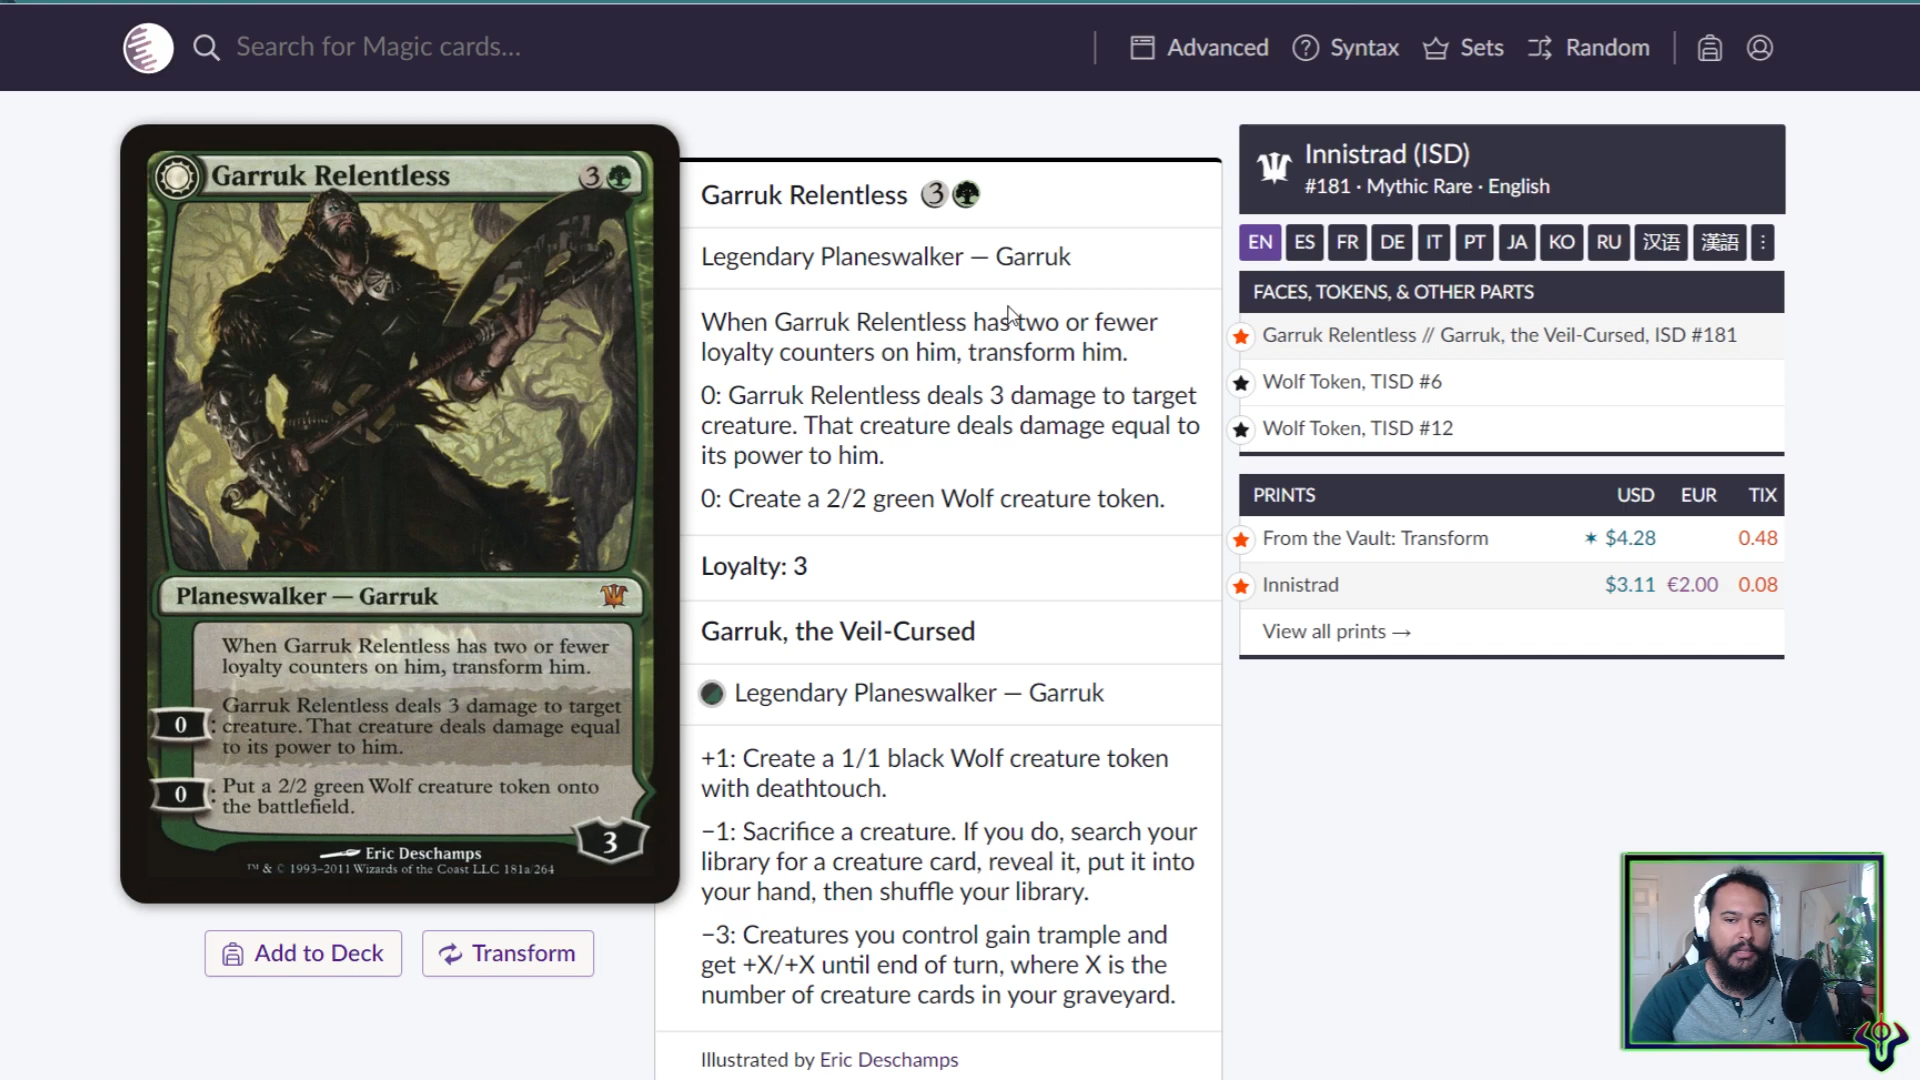 Search for Magic cards...
Advanced
Syntax
Sets
Random
Garruk Relentless 3
Planeswalker — Garruk
When Garruk Relentless has two or fewer
loyalty counters on him, transform him.
0 : Garruk Relentless deals 3 damage to target
creature. That creature deals damage equal
to its power to him.
0 : Put a 2/2 green Wolf creature token onto
the battlefield.
3
Eric Deschamps
™ & © 1993–2011 Wizards of the Coast LLC 181a/264
Add to Deck
Transform
Garruk Relentless 3
Legendary Planeswalker — Garruk
When Garruk Relentless has two or fewer
loyalty counters on him, transform him.
0: Garruk Relentless deals 3 damage to target
creature. That creature deals damage equal to
its power to him.
0: Create a 2/2 green Wolf creature token.
Loyalty: 3
Garruk, the Veil-Cursed
Legendary Planeswalker — Garruk
+1: Create a 1/1 black Wolf creature token
with deathtouch.
−1: Sacrifice a creature. If you do, search your
library for a creature card, reveal it, put it into
your hand, then shuffle your library.
−3: Creatures you control gain trample and
get +X/+X until end of turn, where X is the
number of creature cards in your graveyard.
Illustrated by Eric Deschamps
Innistrad (ISD)
#181 · Mythic Rare · English
EN ES FR DE IT PT JA KO RU 汉语 漢語 ⋮
FACES, TOKENS, & OTHER PARTS
Garruk Relentless // Garruk, the Veil-Cursed, ISD #181
Wolf Token, TISD #6
Wolf Token, TISD #12
PRINTS USD EUR TIX
From the Vault: Transform ✶ $4.28 0.48
Innistrad $3.11 €2.00 0.08
View all prints →